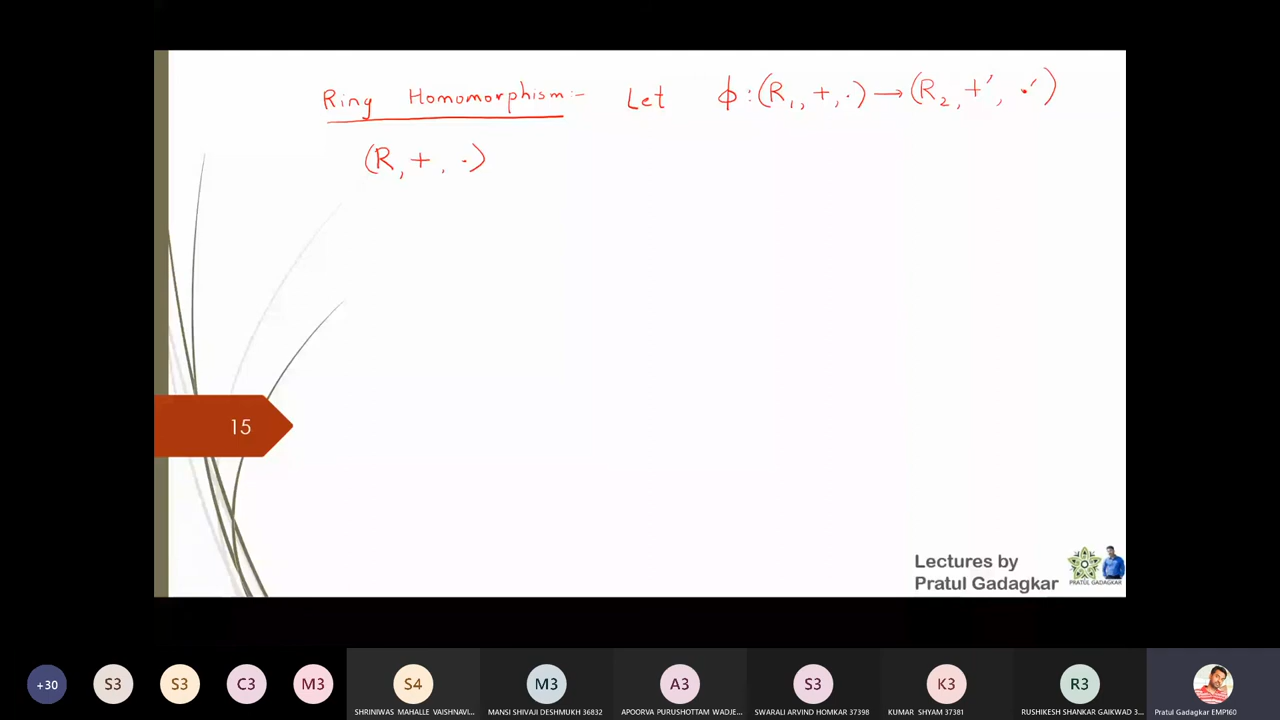 Ring Homomorphism:- Let ϕ:(R₁,+,·)→(R₂,+′,·′)
(R,+,·)
15
Lectures by
Pratul Gadagkar
PRATUL GADAGKAR
+30 S3 S3 C3 M3 S4 M3 A3 S3 K3 R3
SHRINIWAS MAHALLE VAISHNAVI... MANSI SHIVAJI DESHMUKH 36832 APOORVA PURUSHOTTAM WADJE... SWARALI ARVIND HOMKAR 37398 KUMAR SHYAM 37381 RUSHIKESH SHANKAR GAIKWAD 3... Pratul Gadagkar EMP160